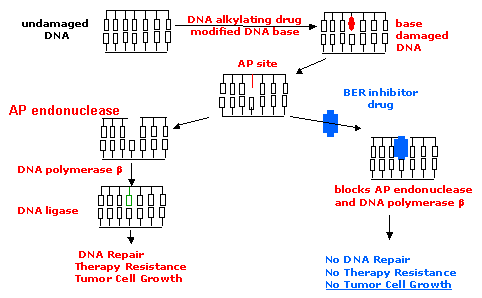 undamaged
DNA
DNA alkylating drug
modified DNA base
base
damaged
DNA
AP site
BER inhibitor
drug
AP endonuclease
DNA polymerase β
DNA ligase
blocks AP endonuclease
and DNA polymerase β
DNA Repair
Therapy Resistance
Tumor Cell Growth
No DNA Repair
No Therapy Resistance
No Tumor Cell Growth